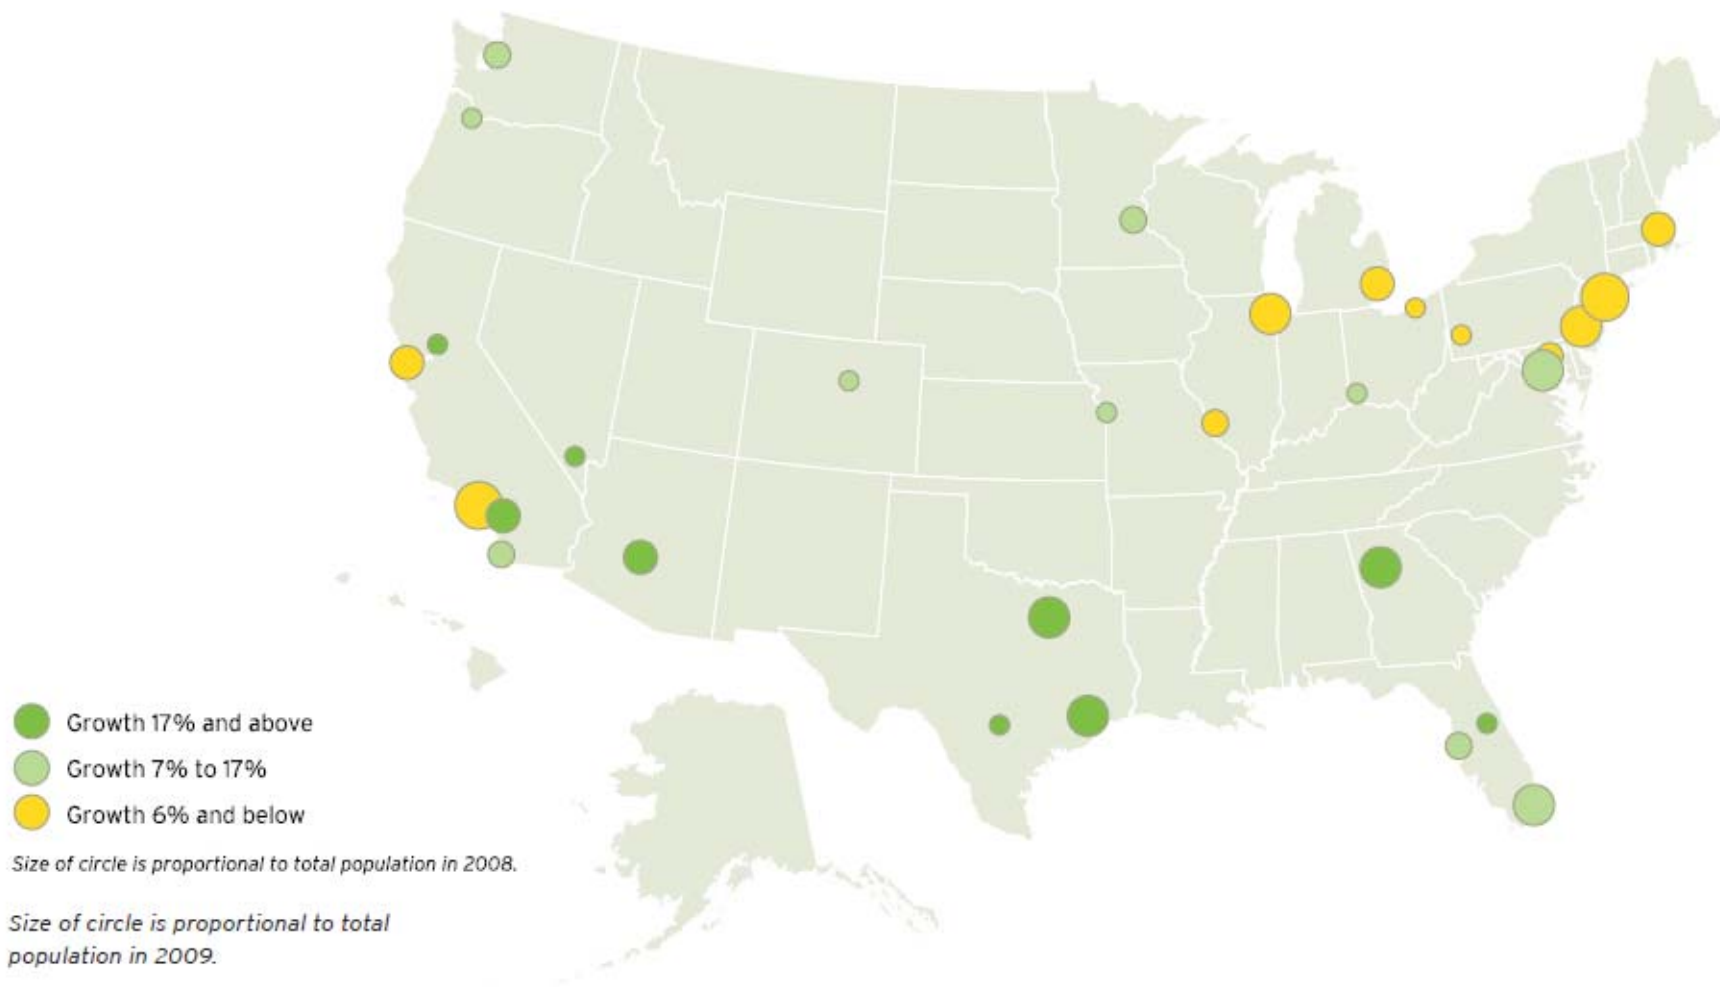 Growth 17% and above
Growth 7% to 17%
Growth 6% and below
Size of circle is proportional to total population in 2008.
Size of circle is proportional to total
population in 2009.